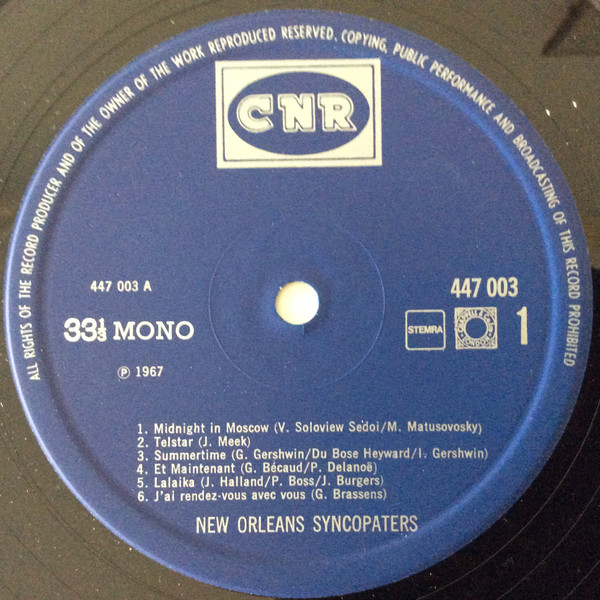 ALL RIGHTS OF THE RECORD PRODUCER AND OF THE OWNER OF THE WORK REPRODUCED RESERVED. COPYING, PUBLIC PERFORMANCE AND BROADCASTING OF THIS RECORD PROHIBITED
CNR
447 003 A
447 003
33⅓ MONO
STEMRA
1
℗ 1967
1. Midnight in Moscow (V. Soloview Sedoi/M. Matusovosky)
2. Telstar (J. Meek)
3. Summertime (G. Gershwin/Du Bose Heyward/I. Gershwin)
4. Et Maintenant (G. Bécaud/P. Delanoë)
5. Lalaika (J. Halland/P. Boss/J. Burgers)
6. J'ai rendez-vous avec vous (G. Brassens)
NEW ORLEANS SYNCOPATERS